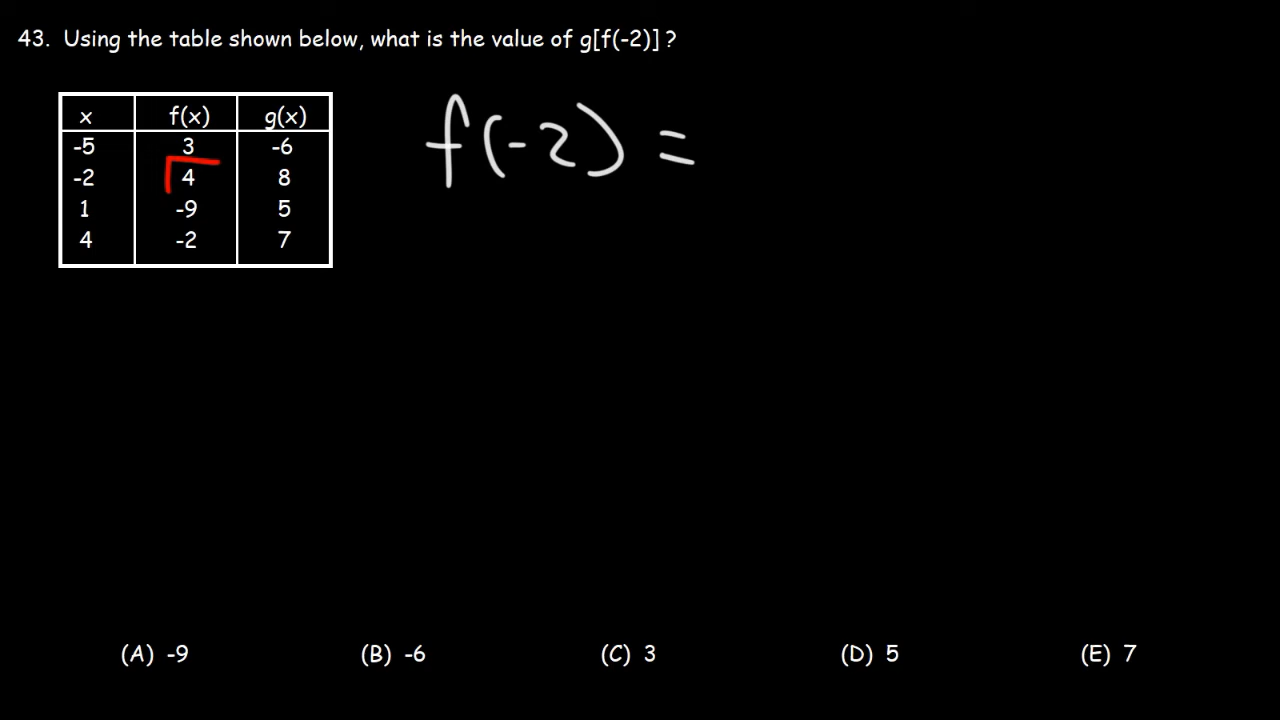 43. Using the table shown below, what is the value of g[f(-2)] ?
x f(x) g(x)
-5 3 -6
-2 4 8
1 -9 5
4 -2 7
f(-2) =
(A) -9 (B) -6 (C) 3 (D) 5 (E) 7